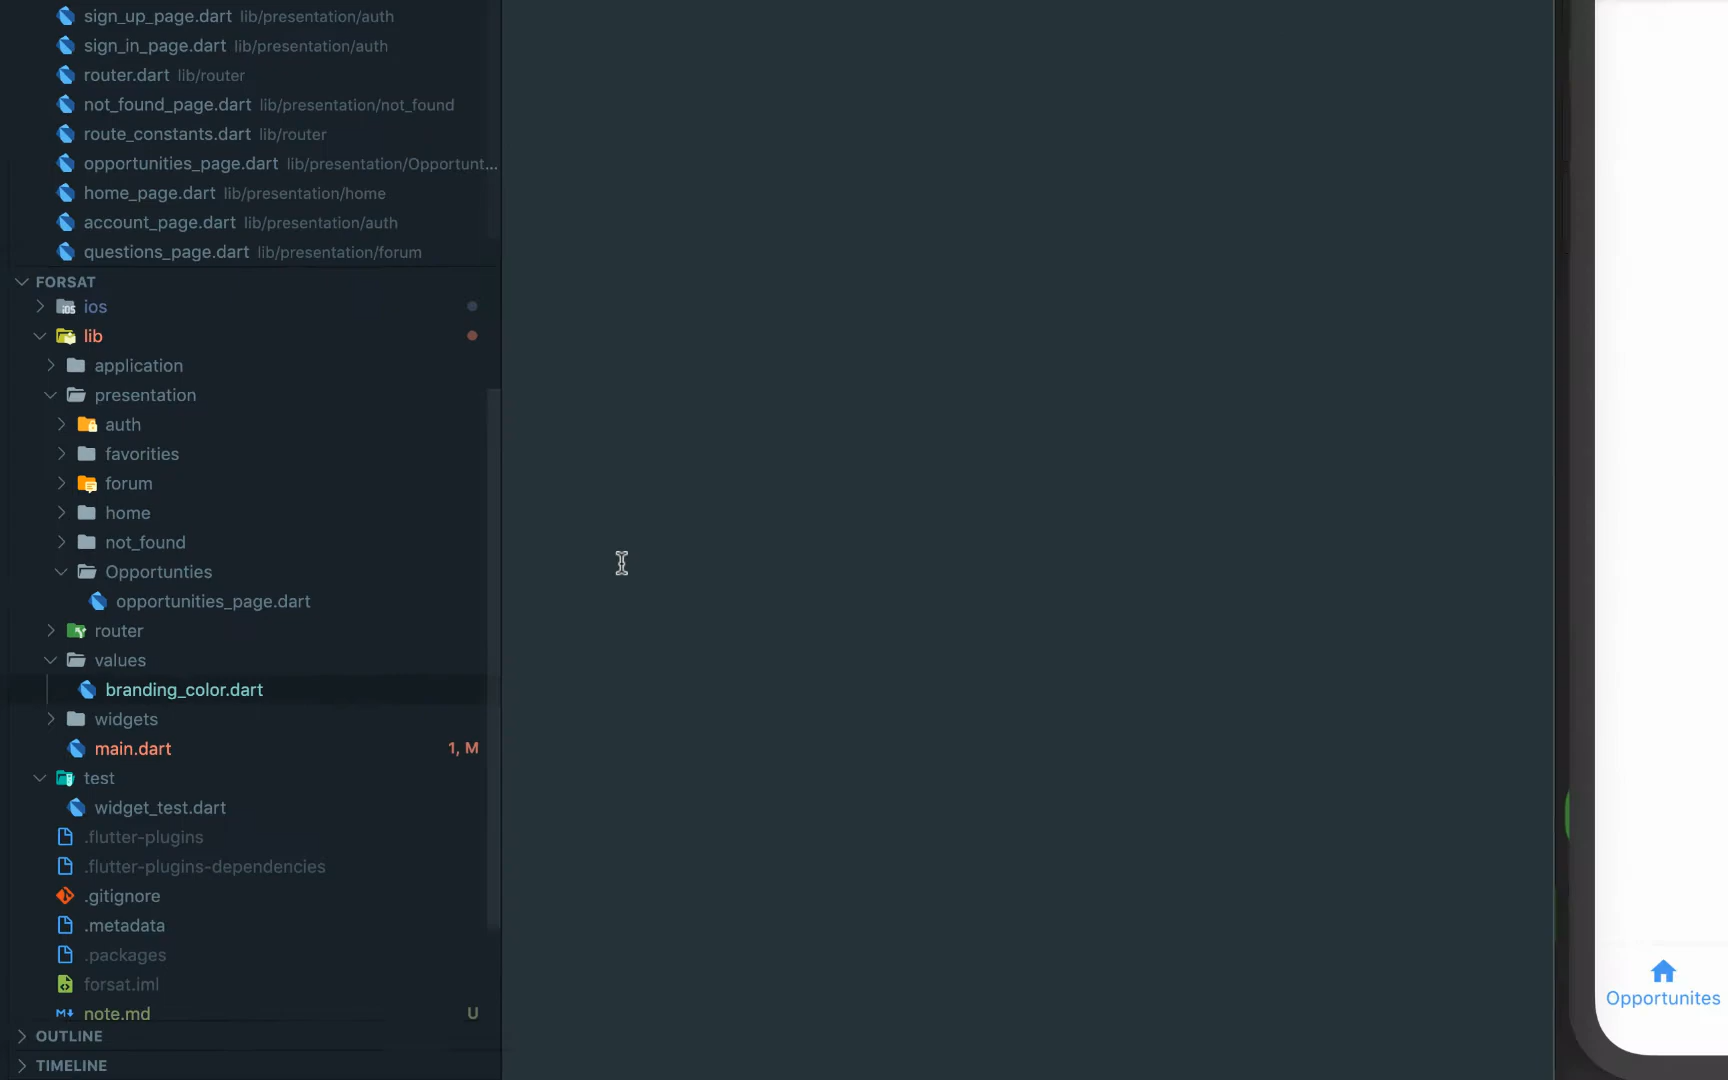 sign_up_page.dart lib/presentation/auth
sign_in_page.dart lib/presentation/auth
router.dart lib/router
not_found_page.dart lib/presentation/not_found
route_constants.dart lib/router
opportunities_page.dart lib/presentation/Opportunt...
home_page.dart lib/presentation/home
account_page.dart lib/presentation/auth
questions_page.dart lib/presentation/forum
FORSAT
ios
lib
application
presentation
auth
favorities
forum
home
not_found
Opportunties
opportunities_page.dart
router
values
branding_color.dart
widgets
main.dart 1, M
test
widget_test.dart
.flutter-plugins
.flutter-plugins-dependencies
.gitignore
.metadata
.packages
forsat.iml
note.md U
OUTLINE
TIMELINE
Opportunites